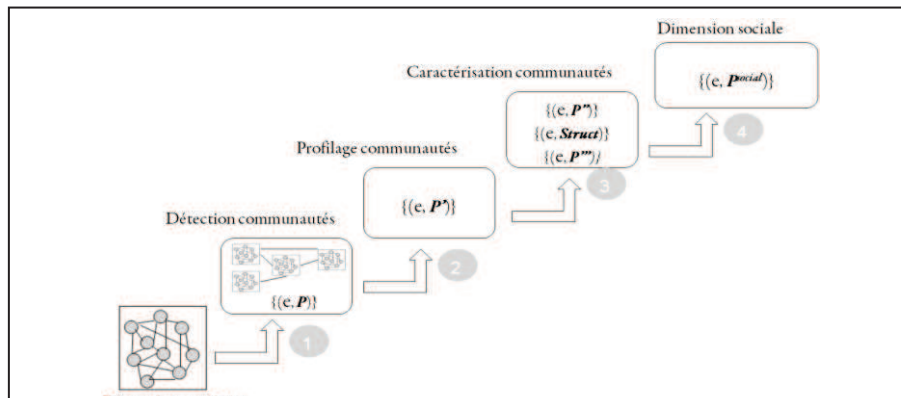 Dimension sociale
{(e, P^social)}
4
Caractérisation communautés
{(e, P'')}
{(e, Struct)}
{(e, P''')/
3
Profilage communautés
{(e, P')}
2
Détection communautés
{(e, P)}
1